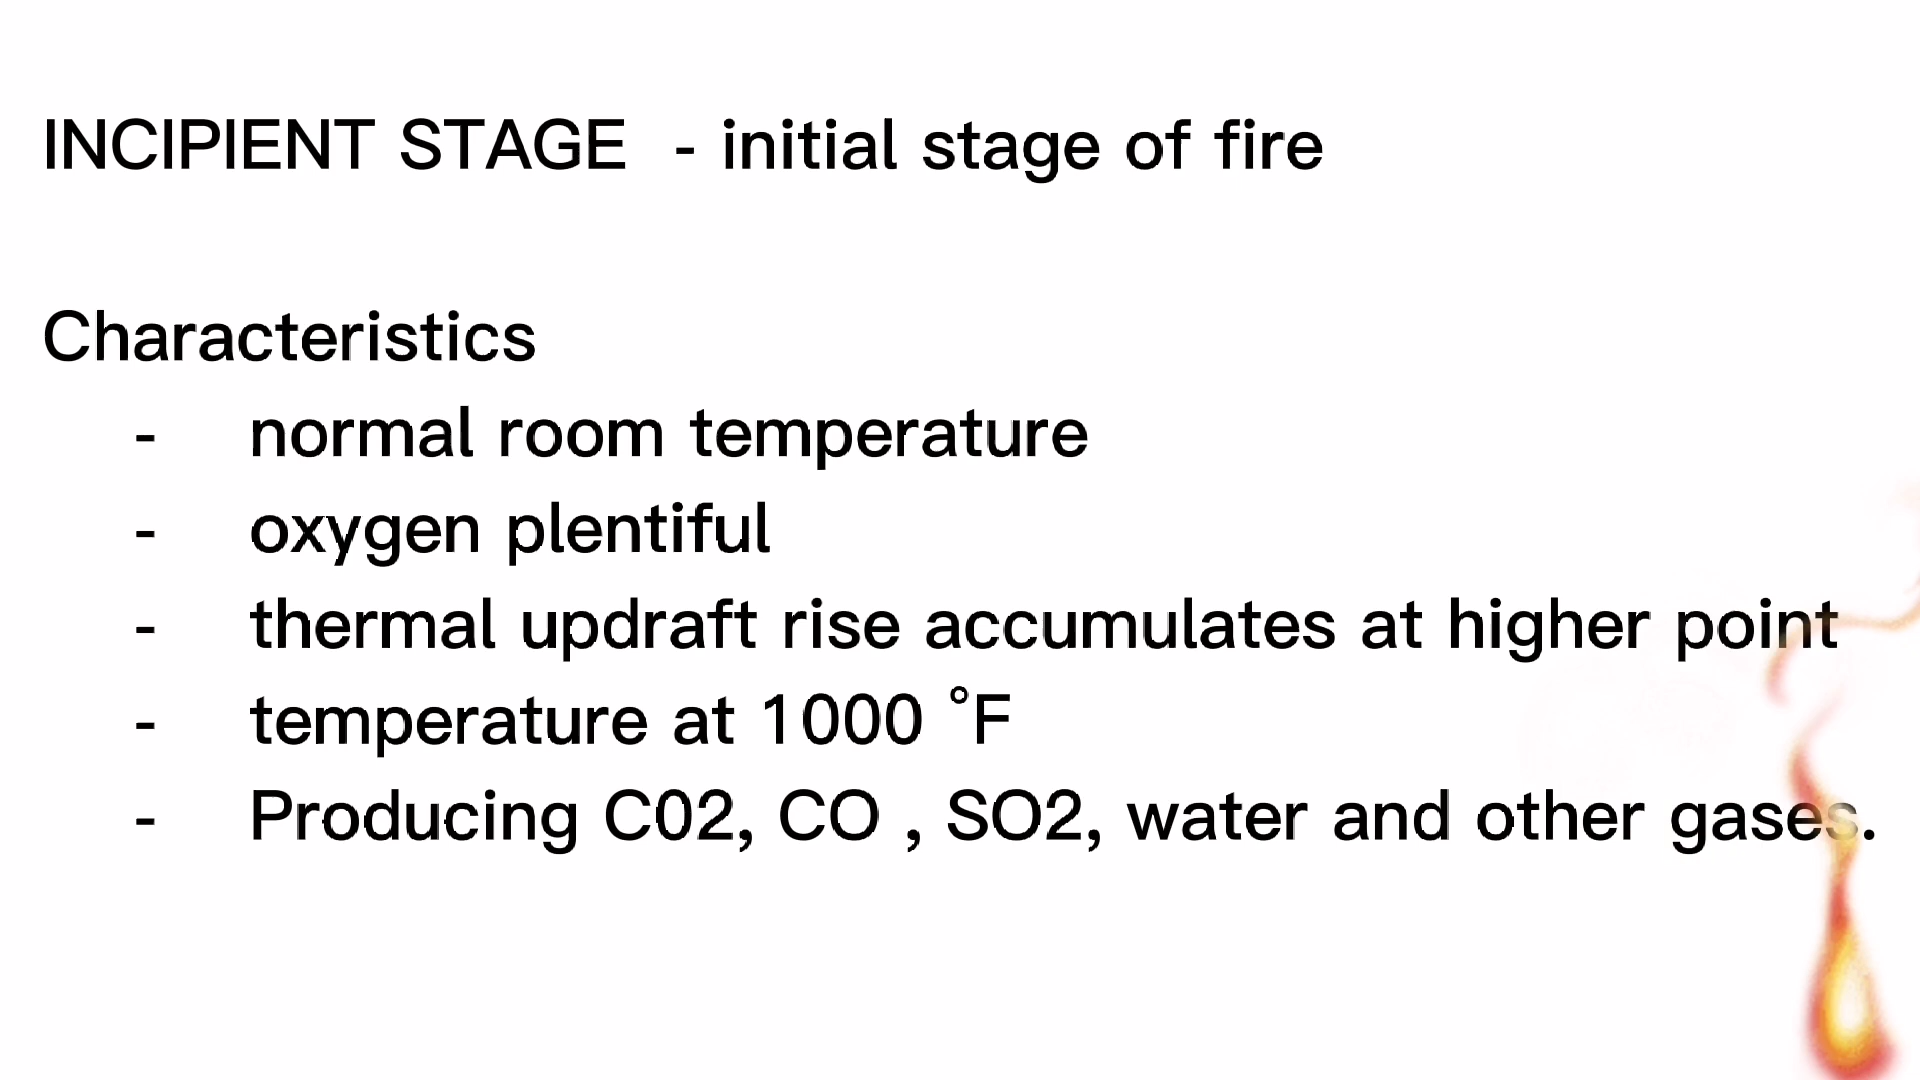 INCIPIENT STAGE - initial stage of fire
Characteristics
- normal room temperature
- oxygen plentiful
- thermal updraft rise accumulates at higher point
- temperature at 1000 °F
- Producing C02, CO , SO2, water and other gases.